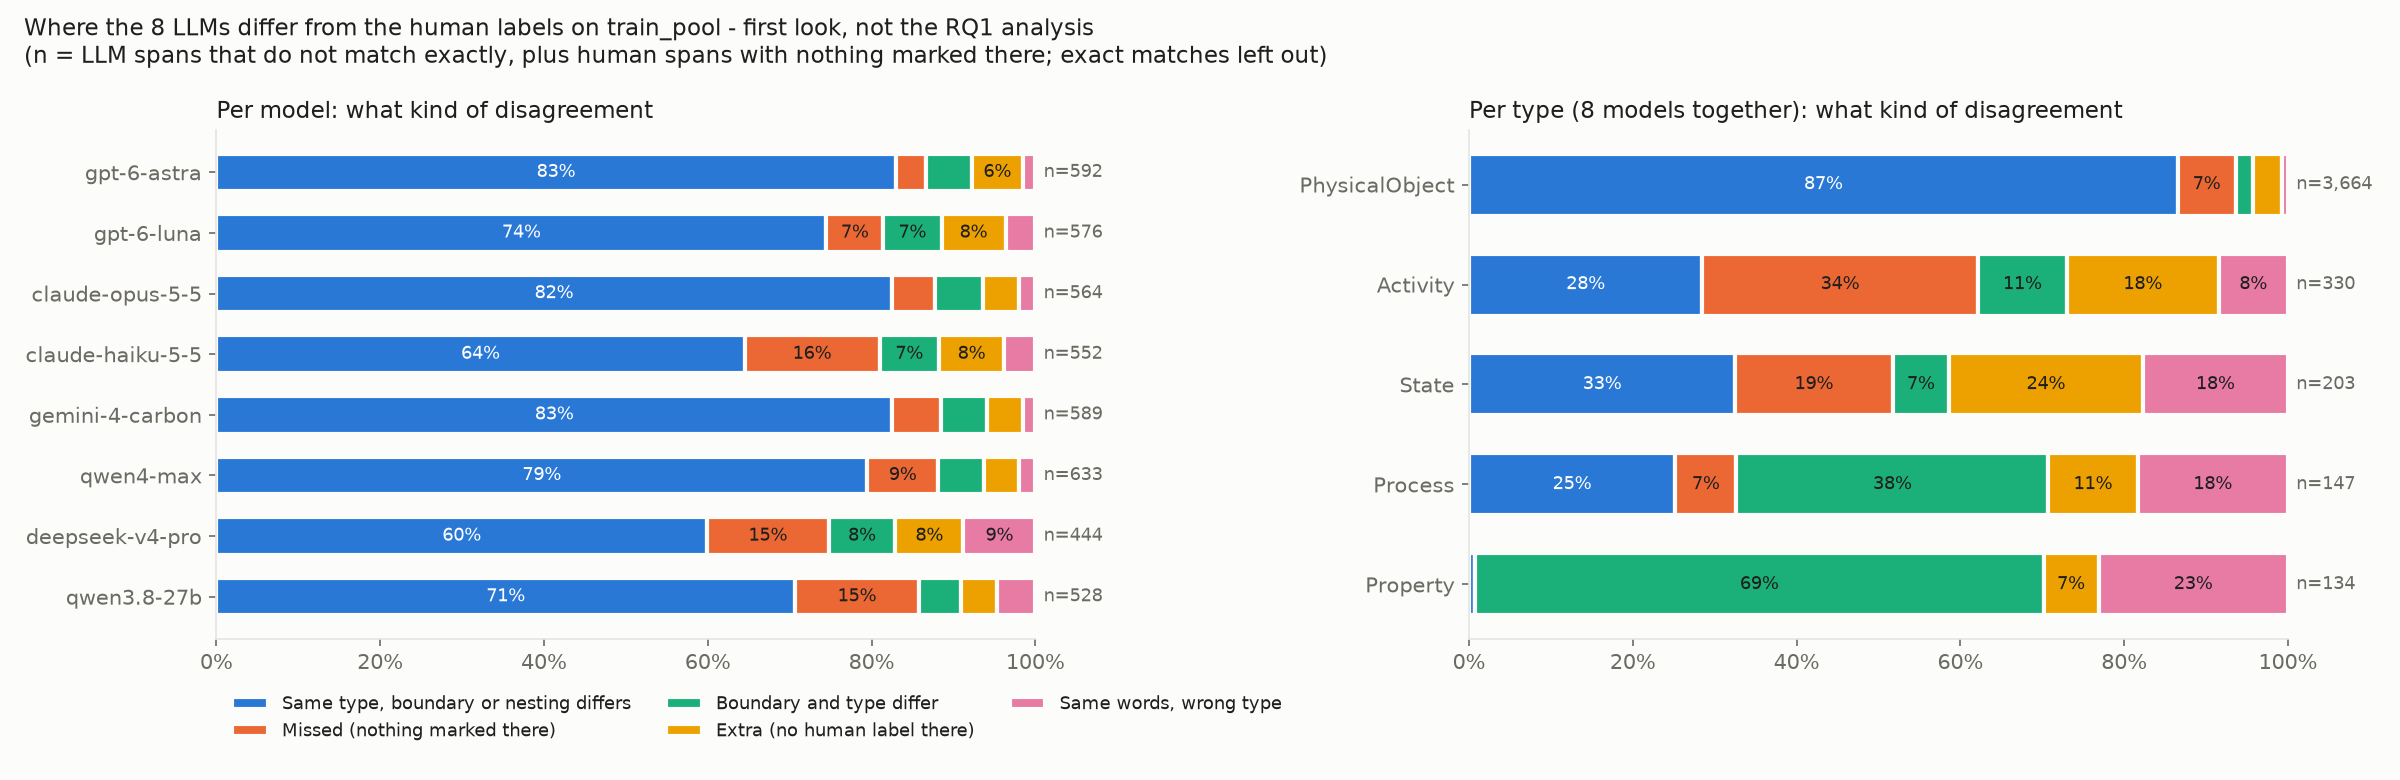 Where the 8 LLMs differ from the human labels on train_pool - first look, not the RQ1 analysis
(n = LLM spans that do not match exactly, plus human spans with nothing marked there; exact matches left out)
Per model: what kind of disagreement
gpt-6-astra 83% 6% n=592
gpt-6-luna 74% 7% 7% 8% n=576
claude-opus-5-5 82% n=564
claude-haiku-5-5 64% 16% 7% 8% n=552
gemini-4-carbon 83% n=589
qwen4-max 79% 9% n=633
deepseek-v4-pro 60% 15% 8% 8% 9% n=444
qwen3.8-27b 71% 15% n=528
0% 20% 40% 60% 80% 100%
Per type (8 models together): what kind of disagreement
PhysicalObject 87% 7% n=3,664
Activity 28% 34% 11% 18% 8% n=330
State 33% 19% 7% 24% 18% n=203
Process 25% 7% 38% 11% 18% n=147
Property 69% 7% 23% n=134
0% 20% 40% 60% 80% 100%
Same type, boundary or nesting differs
Missed (nothing marked there)
Boundary and type differ
Extra (no human label there)
Same words, wrong type